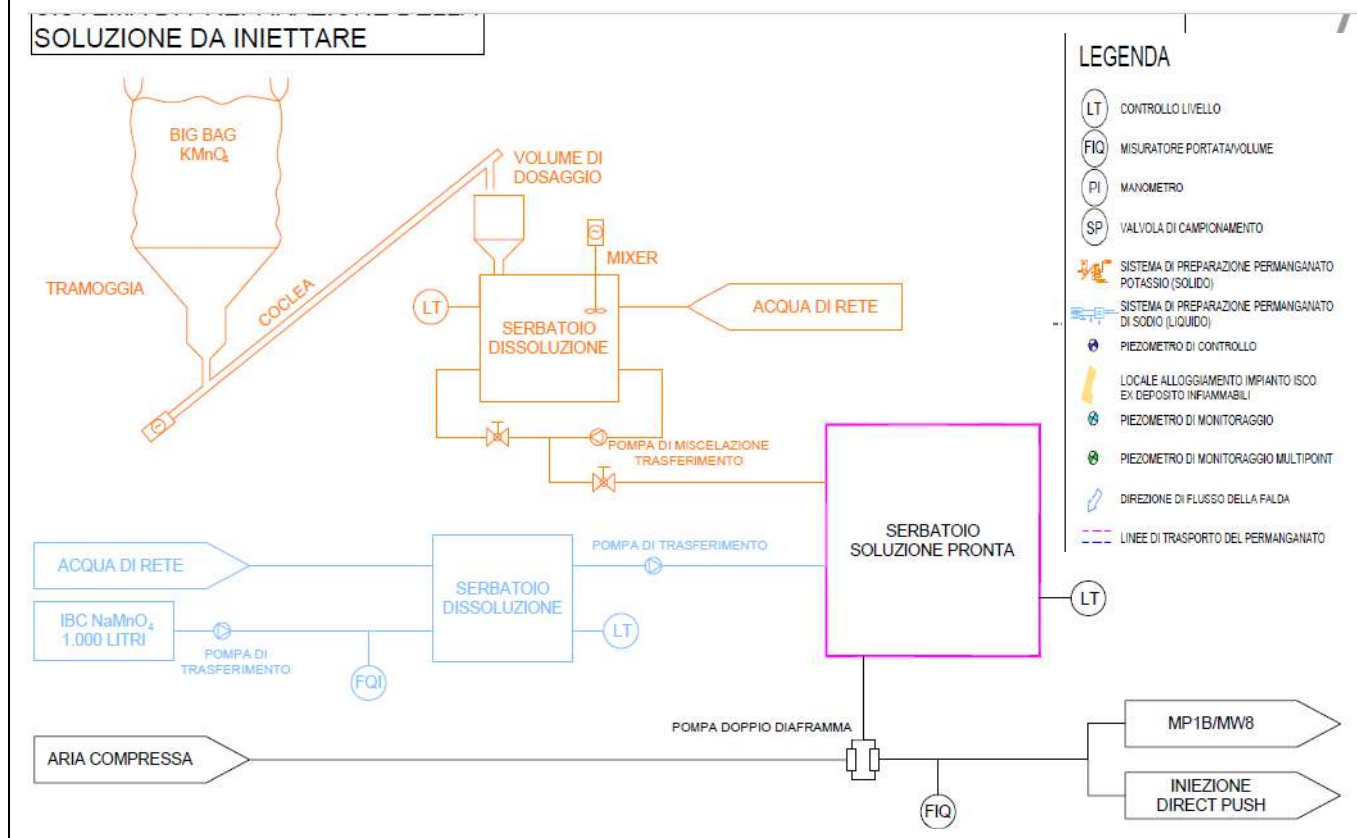 SISTEMA DI PREPARAZIONE DELLA
SOLUZIONE DA INIETTARE
BIG BAG
KMnO4
TRAMOGGIA
COCLEA
VOLUME DI
DOSAGGIO
MIXER
LT
SERBATOIO
DISSOLUZIONE
ACQUA DI RETE
POMPA DI MISCELAZIONE
TRASFERIMENTO
ACQUA DI RETE
IBC NaMnO4
1.000 LITRI
POMPA DI
TRASFERIMENTO
FQI
SERBATOIO
DISSOLUZIONE
LT
POMPA DI TRASFERIMENTO
SERBATOIO
SOLUZIONE PRONTA
LT
POMPA DOPPIO DIAFRAMMA
ARIA COMPRESSA
FIQ
MP1B/MW8
INIEZIONE
DIRECT PUSH
LEGENDA
LT CONTROLLO LIVELLO
FIQ MISURATORE PORTATA/VOLUME
PI MANOMETRO
SP VALVOLA DI CAMPIONAMENTO
SISTEMA DI PREPARAZIONE PERMANGANATO
POTASSIO (SOLIDO)
SISTEMA DI PREPARAZIONE PERMANGANATO
DI SODIO (LIQUIDO)
PIEZOMETRO DI CONTROLLO
LOCALE ALLOGGIAMENTO IMPIANTO ISCO
EX DEPOSITO INFIAMMABILI
PIEZOMETRO DI MONITORAGGIO
PIEZOMETRO DI MONITORAGGIO MULTIPOINT
DIREZIONE DI FLUSSO DELLA FALDA
LINEE DI TRASPORTO DEL PERMANGANATO